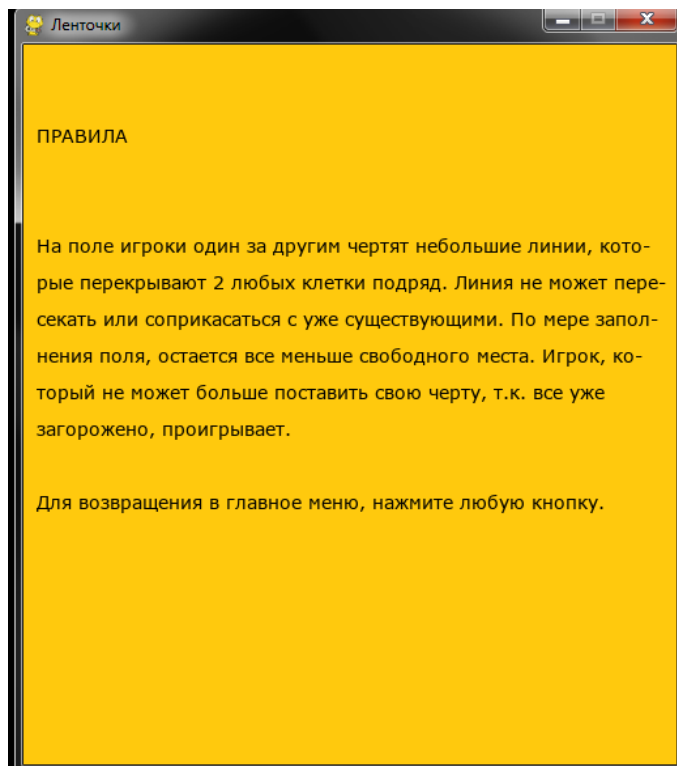 Ленточки
ПРАВИЛА
На поле игроки один за другим чертят небольшие линии, кото-
рые перекрывают 2 любых клетки подряд. Линия не может пере-
секать или соприкасаться с уже существующими. По мере запол-
нения поля, остается все меньше свободного места. Игрок, ко-
торый не может больше поставить свою черту, т.к. все уже
загорожено, проигрывает.
Для возвращения в главное меню, нажмите любую кнопку.